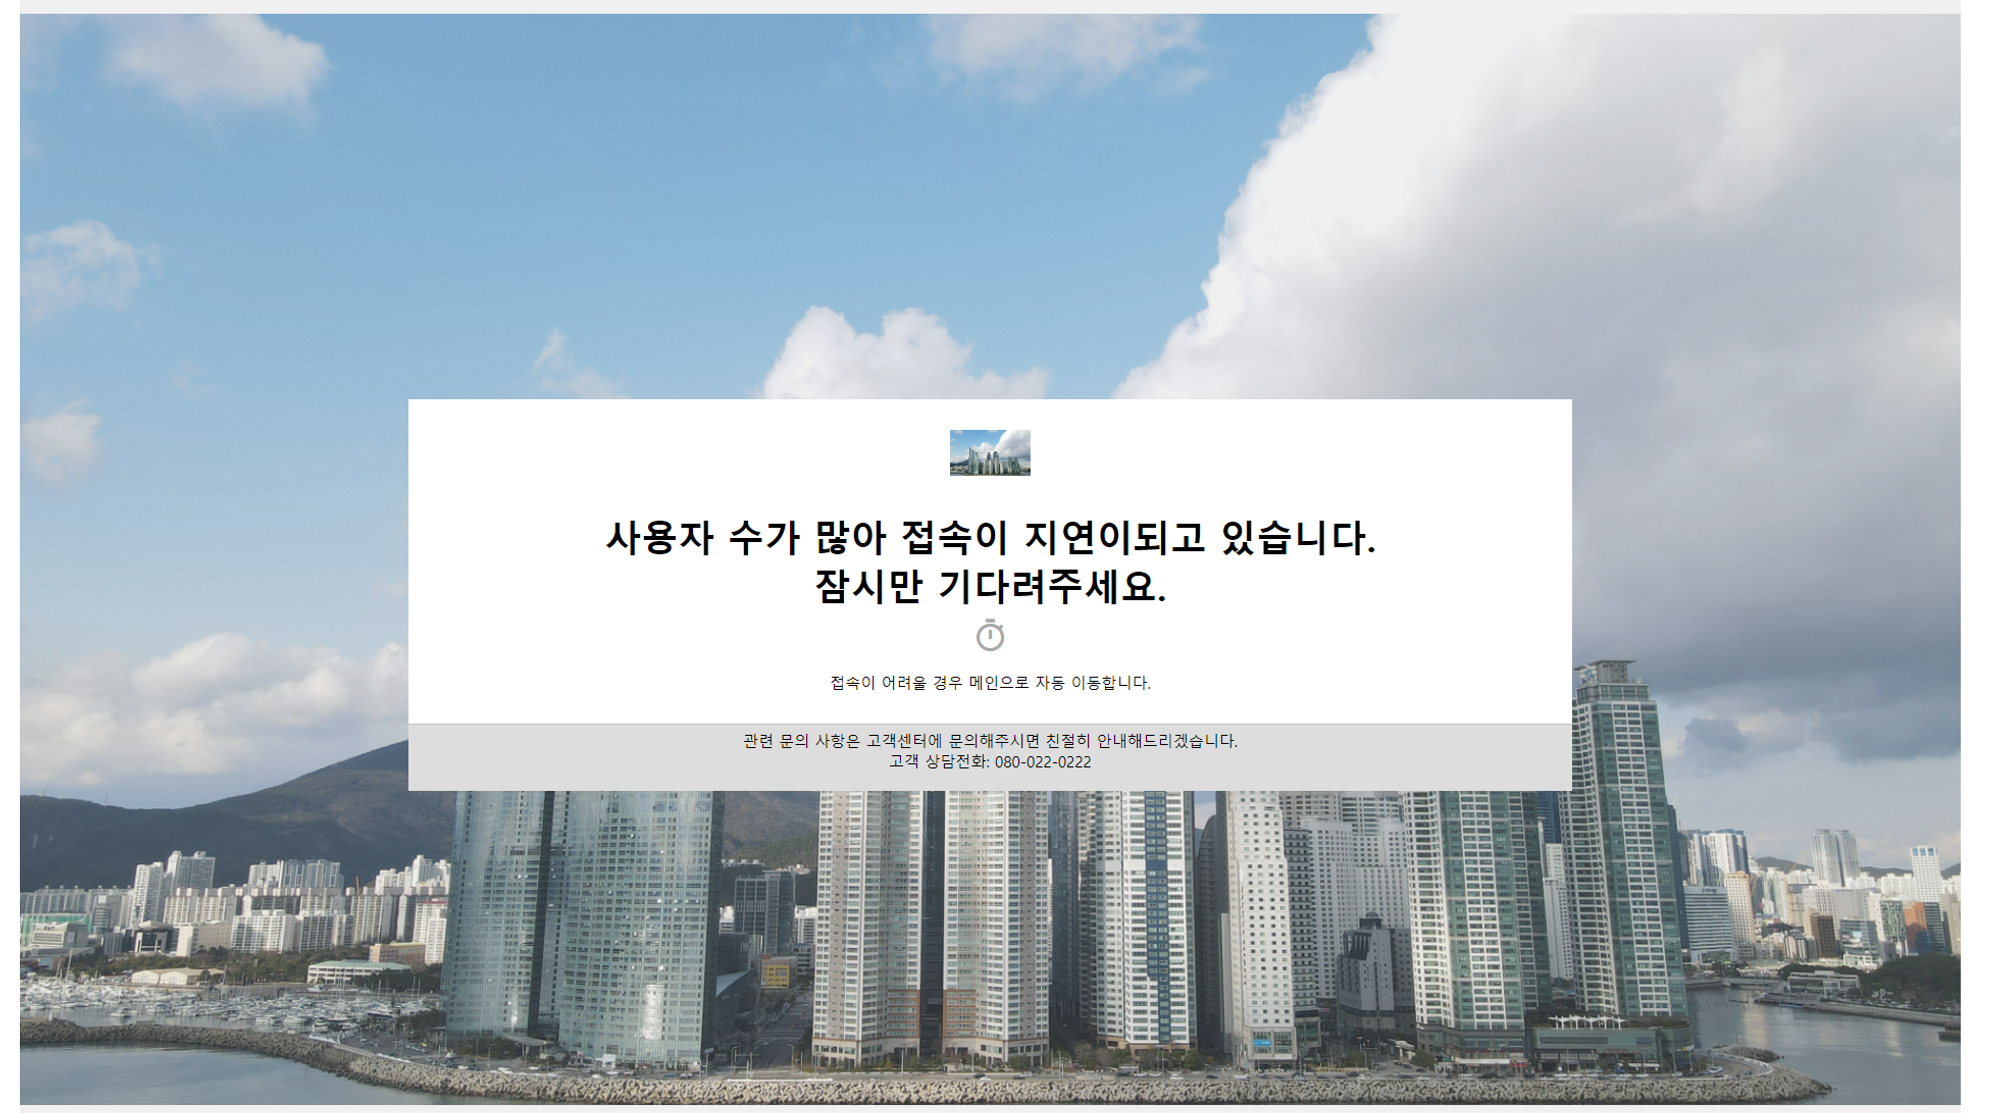 사용자 수가 많아 접속이 지연이되고 있습니다.
잠시만 기다려주세요.
접속이 어려울 경우 메인으로 자동 이동합니다.
관련 문의 사항은 고객센터에 문의해주시면 친절히 안내해드리겠습니다.
고객 상담전화: 080-022-0222